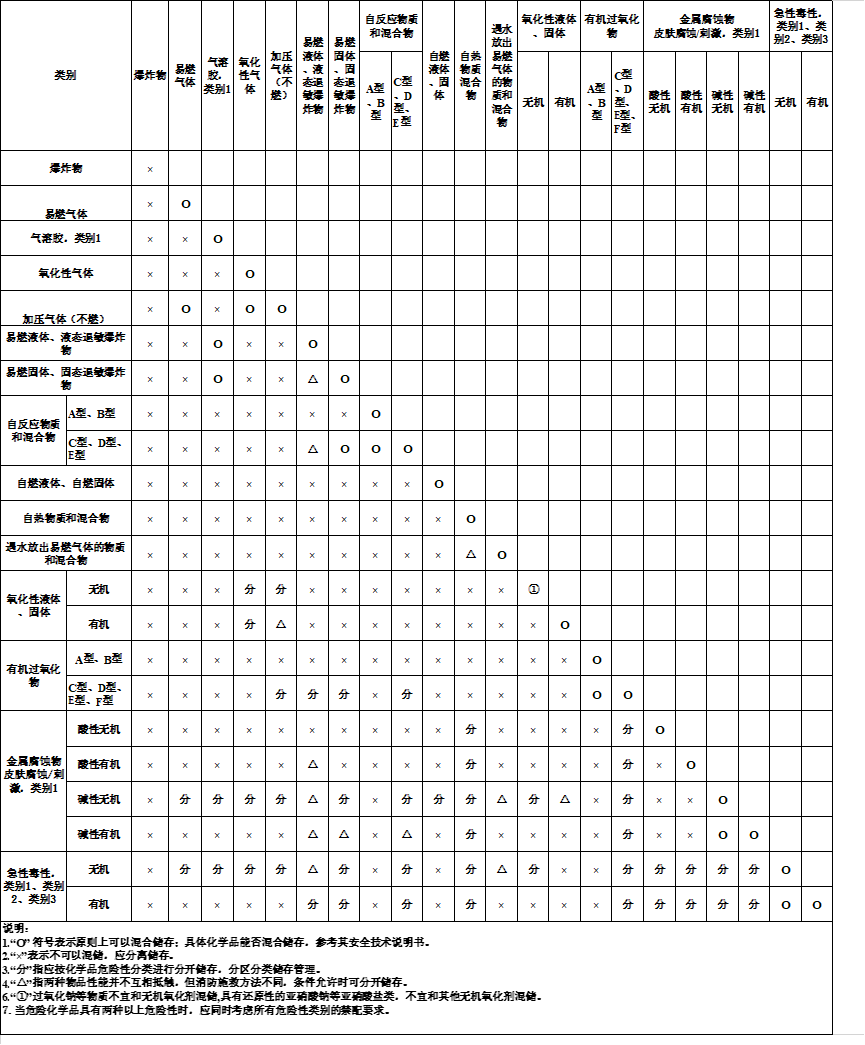 类别
爆炸物
易燃
气体
气溶
胶，
类别1
氧化
性气
体
加压
气体
（不
燃）
易燃
液体
、液
态退
敏爆
炸物
易燃
固体
、固
态退
敏爆
炸物
自反应物质
和混合物
A型
、B
型
C型
、D
型、
E型
自燃
液体
、固
体
自热
物质
混合
物
遇水
放出
易燃
气体
的物
质和
混合
物
氧化性液体
、固体
无机
有机
有机过氧化
物
A型
、B
型
C型
、D
型、
E型、
F型
金属腐蚀物
皮肤腐蚀/刺激，类别1
酸性
无机
酸性
有机
碱性
无机
碱性
有机
急性毒性，
类别1、类
别2、类别3
无机
有机
爆炸物 ×
易燃气体 × O
气溶胶，类别1 × × O
氧化性气体 × × × O
加压气体（不燃） × O × O O
易燃液体、液态退敏爆炸
物 × × O × × O
易燃固体、固态退敏爆炸
物 × × O × × △ O
自反应物质
和混合物
A型、B型 × × × × × × × O
C型、D型、
E型 × × × × × △ O O O
自燃液体、自燃固体 × × × × × × × × × O
自热物质和混合物 × × × × × × × × × × O
遇水放出易燃气体的物质
和混合物 × × × × × × × × × × △ O
氧化性液体
、固体
无机 × × × 分 分 × × × × × × × ①
有机 × × × 分 △ × × × × × × × × O
有机过氧化
物
A型、B型 × × × × × × × × × × × × × × O
C型、D型、
E型、F型 × × × × 分 分 分 × 分 × × × × × O O
金属腐蚀物
皮肤腐蚀/刺
激，类别1
酸性无机 × × × × × × × × × × 分 × × × × 分 O
酸性有机 × × × × × △ × × × × 分 × × × × 分 × O
碱性无机 × 分 分 分 分 △ 分 × 分 分 分 △ 分 △ × 分 × × O
碱性有机 × × × × × △ △ × △ × 分 × × × × 分 × × O O
急性毒性，
类别1、类别
2、类别3
无机 × 分 分 分 分 △ 分 × 分 × 分 △ 分 × × 分 分 分 分 分 O
有机 × × × × × 分 分 × 分 × 分 × × × × 分 分 分 分 分 O O
说明：
1.“O” 符号表示原则上可以混合储存；具体化学品能否混合储存，参考其安全技术说明书。
2.“×”表示不可以混储，应分离储存。
3.“分”指应按化学品危险性分类进行分开储存，分区分类储存管理。
4.“△”指两种物品性能并不互相抵触，但消防施救方法不同，条件允许时可分开储存。
6.“①”过氧化钠等物质不宜和无机氧化剂混储,具有还原性的亚硝酸钠等亚硝酸盐类，不宜和其他无机氧化剂混储。
7. 当危险化学品具有两种以上危险性时，应同时考虑所有危险性类别的禁配要求。